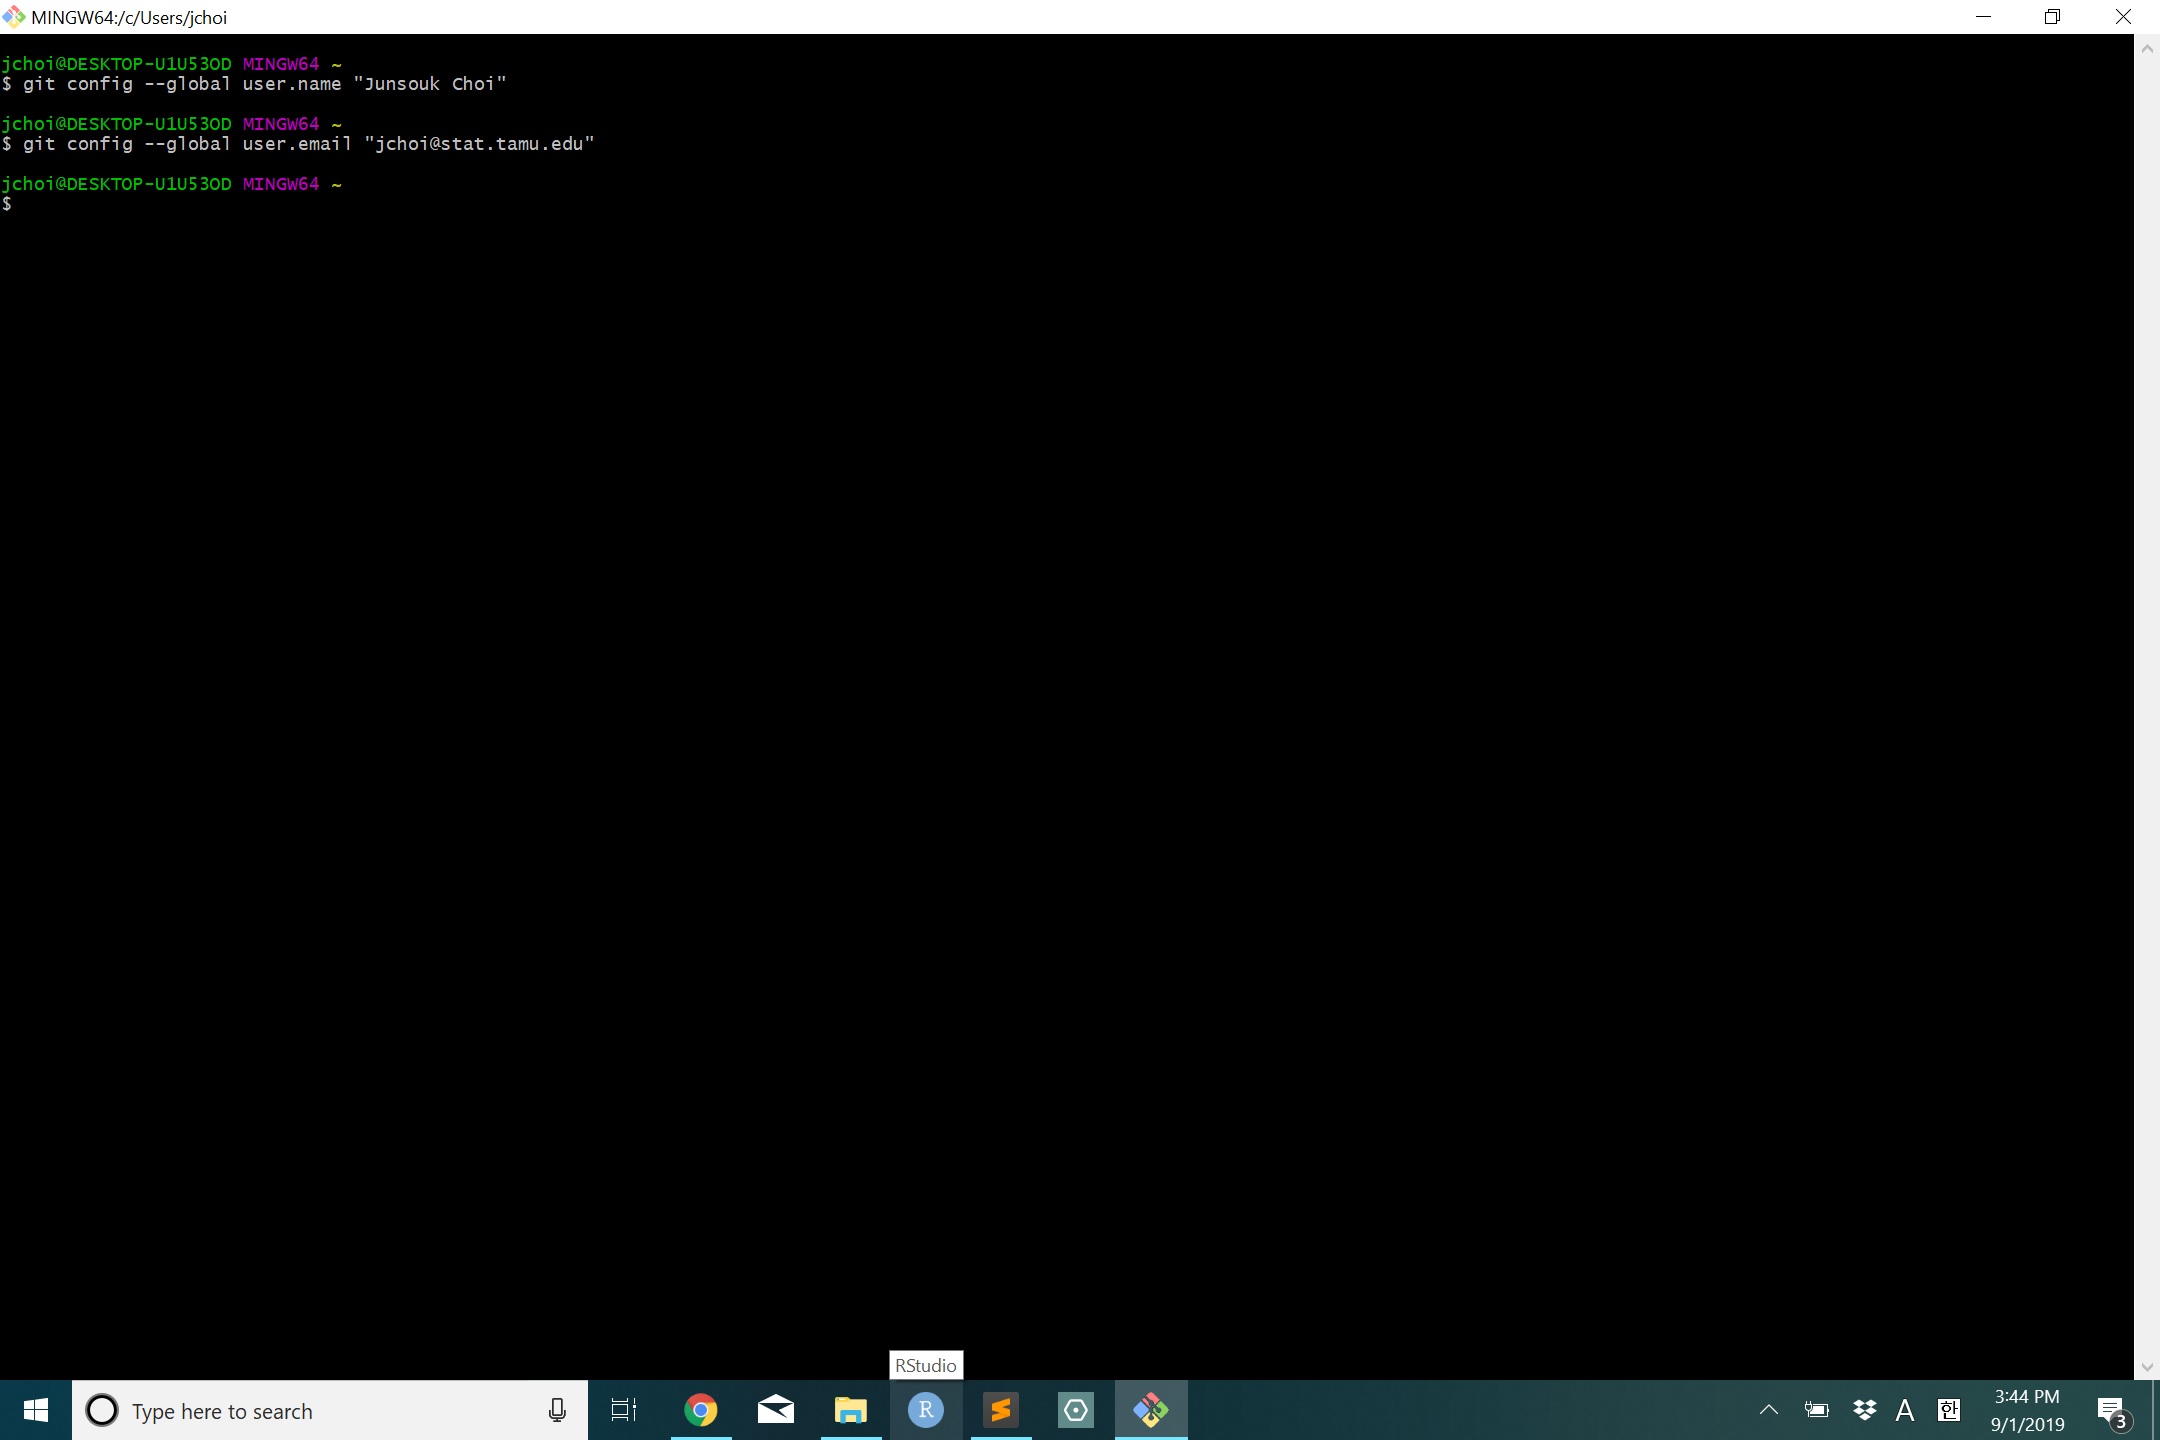 MINGW64:/c/Users/jchoi
jchoi@DESKTOP-U1U53OD MINGW64 ~
$ git config --global user.name "Junsouk Choi"
jchoi@DESKTOP-U1U53OD MINGW64 ~
$ git config --global user.email "jchoi@stat.tamu.edu"
jchoi@DESKTOP-U1U53OD MINGW64 ~
$
RStudio
Type here to search
R
A
한
3:44 PM
9/1/2019
3